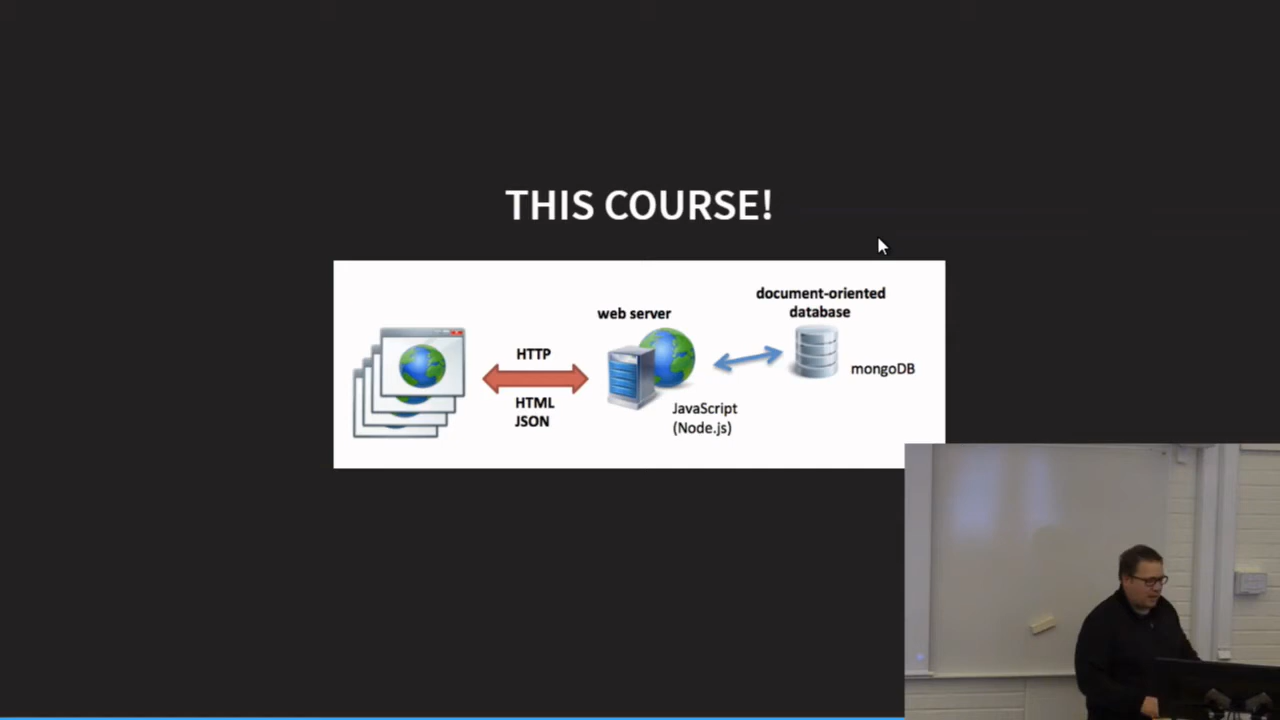 THIS COURSE!
document-oriented
database
web server
HTTP
mongoDB
HTML
JSON
JavaScript
(Node.js)